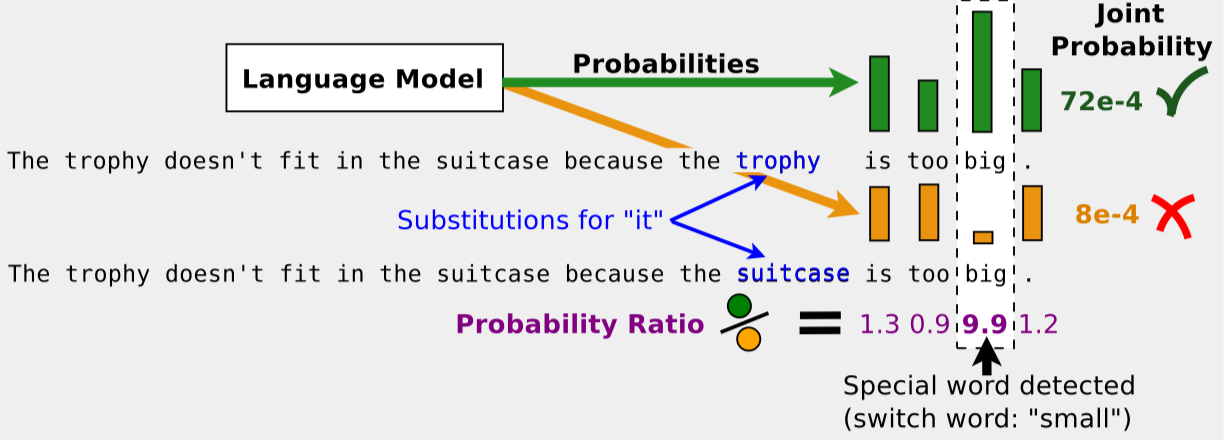 Joint
Probability
Language Model
Probabilities
72e-4
The trophy doesn't fit in the suitcase because the trophy is too big .
Substitutions for "it"
8e-4
The trophy doesn't fit in the suitcase because the suitcase is too big .
Probability Ratio = 1.3 0.9 9.9 1.2
Special word detected
(switch word: "small")